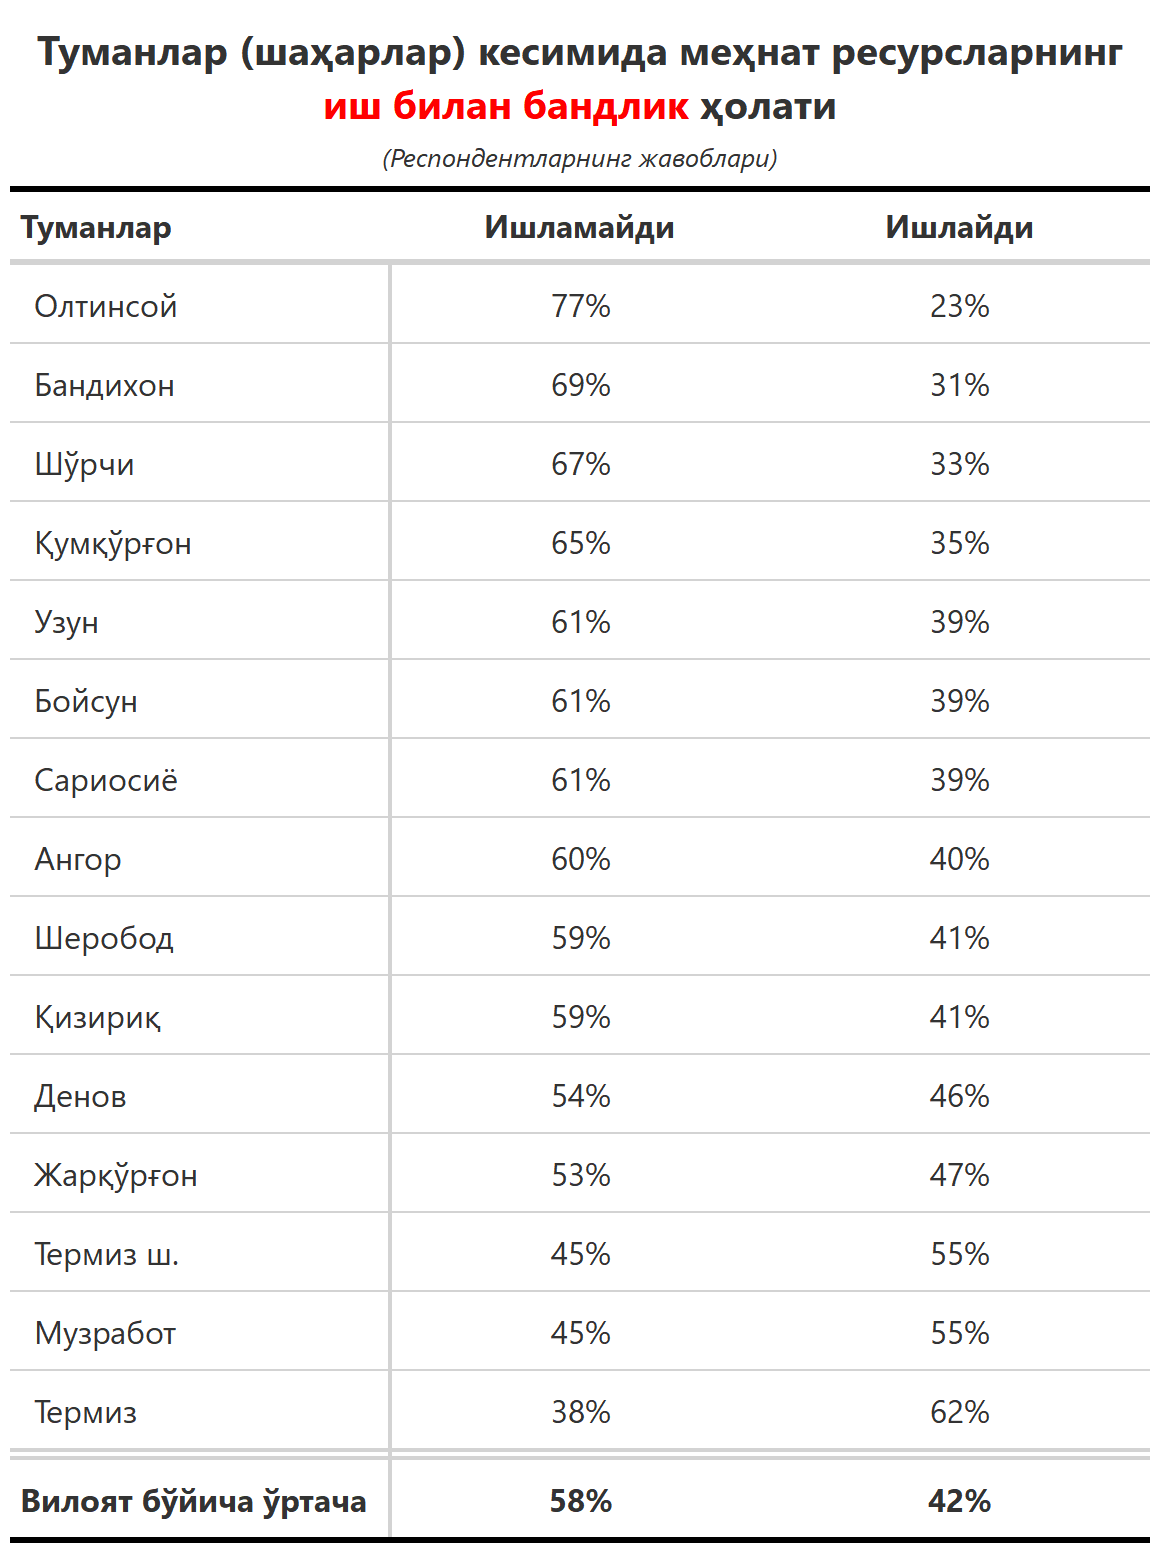 Туманлар (шаҳарлар) кесимида меҳнат ресурсларнинг
иш билан бандлик ҳолати
(Респондентларнинг жавоблари)
Туманлар Ишламайди Ишлайди
Олтинсой 77% 23%
Бандихон 69% 31%
Шўрчи 67% 33%
Қумқўрғон 65% 35%
Узун 61% 39%
Бойсун 61% 39%
Сариосиё 61% 39%
Ангор 60% 40%
Шеробод 59% 41%
Қизириқ 59% 41%
Денов 54% 46%
Жарқўрғон 53% 47%
Термиз ш. 45% 55%
Музработ 45% 55%
Термиз 38% 62%
Вилоят бўйича ўртача 58% 42%